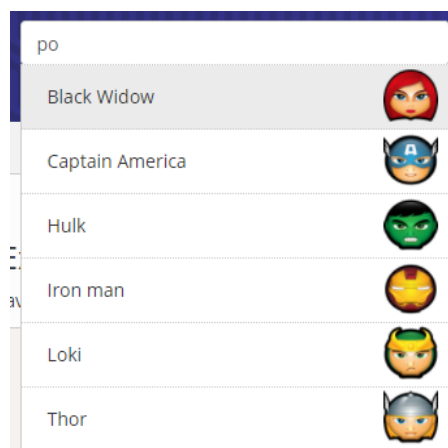 po
Black Widow
Captain America
A
Hulk
Iron man
Loki
Thor